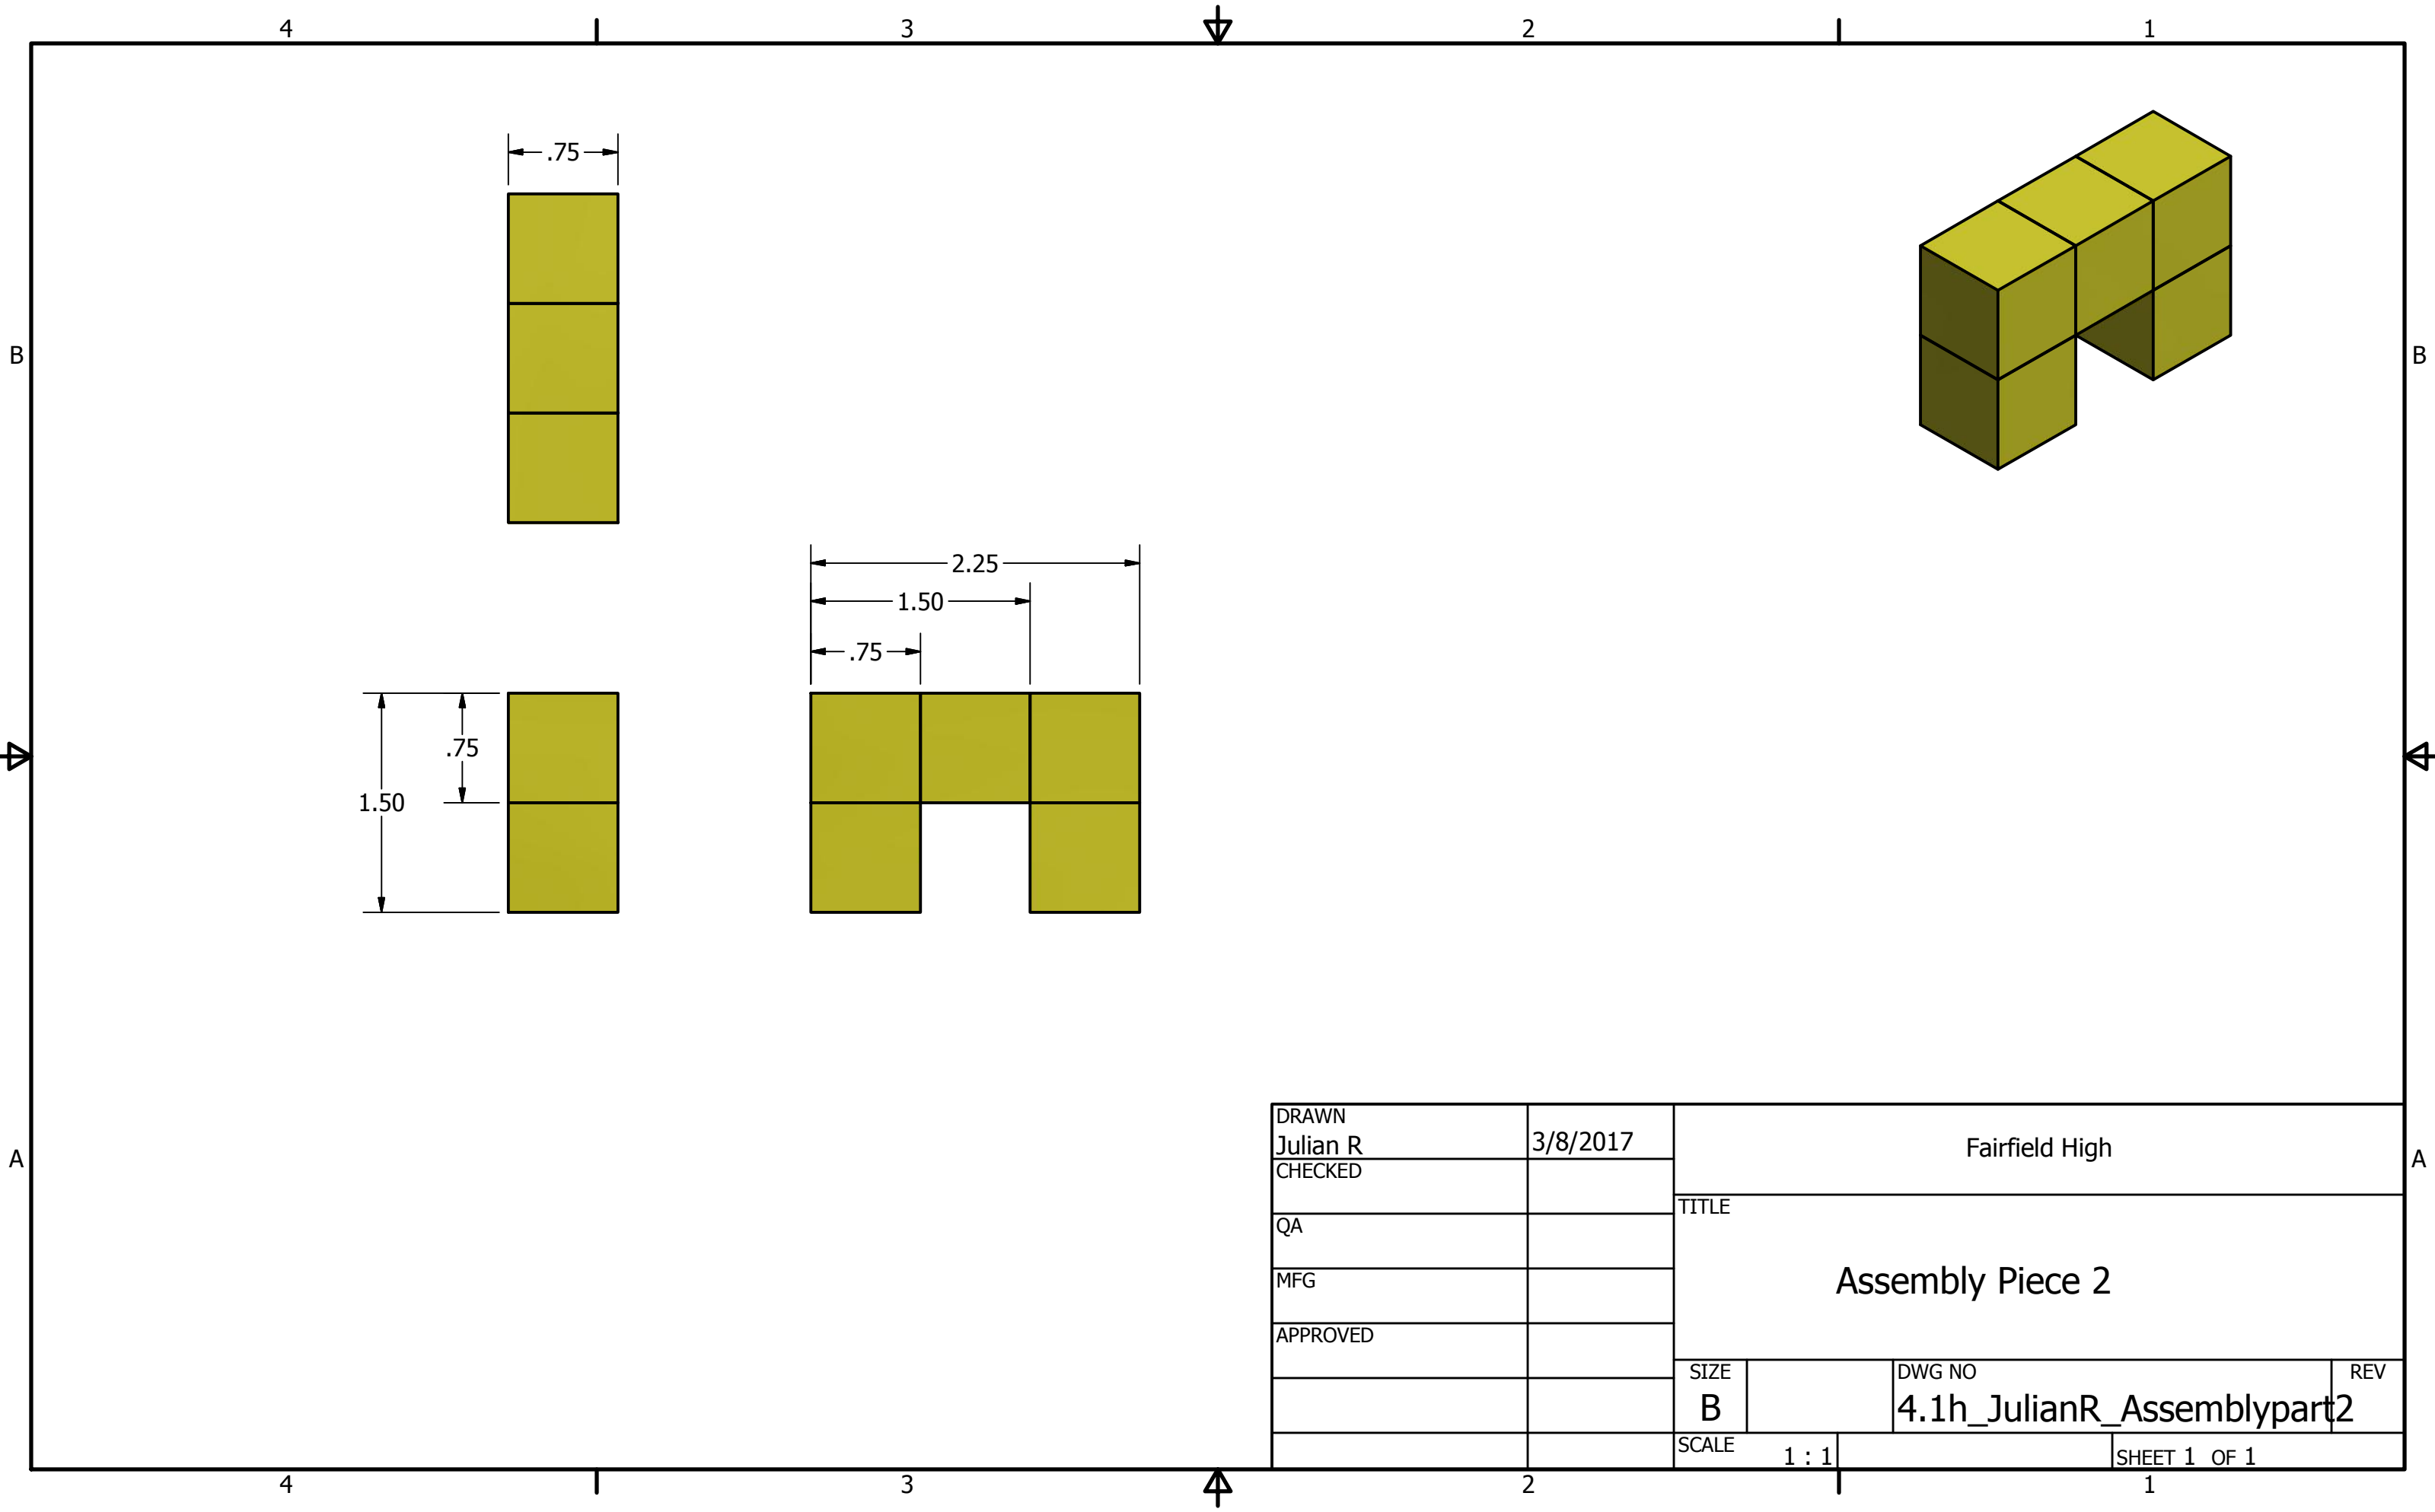 4 3 2 1
.75
B B
2.25
1.50
.75
.75
1.50
DRAWN
Julian R 3/8/2017
Fairfield High
A A
CHECKED
TITLE
QA
MFG
Assembly Piece 2
APPROVED
SIZE DWG NO REV
B 4.1h_JulianR_Assemblypart2
SCALE 1 : 1 SHEET 1 OF 1
4 3 2 1